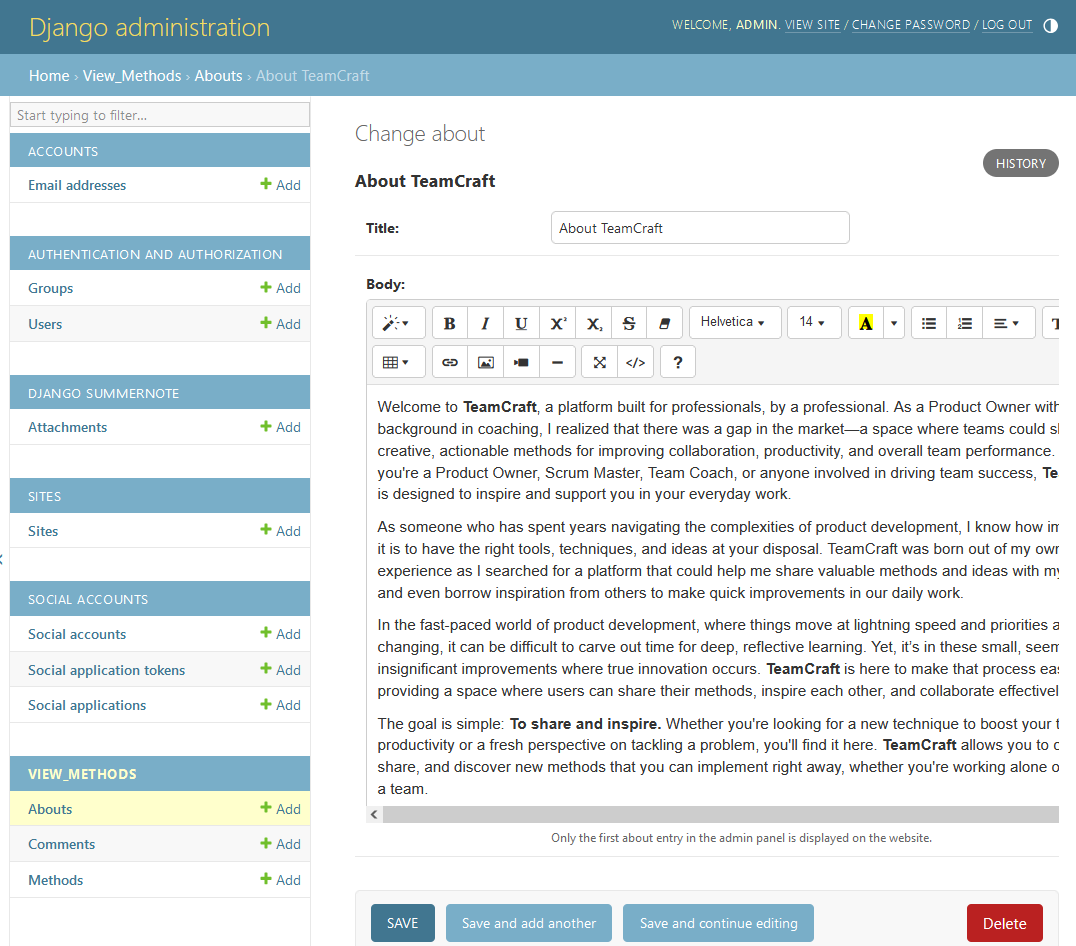 Django administration
WELCOME, ADMIN. VIEW SITE / CHANGE PASSWORD / LOG OUT
Home › View_Methods › Abouts › About TeamCraft
Start typing to filter...
ACCOUNTS
Email addresses Add
AUTHENTICATION AND AUTHORIZATION
Groups Add
Users Add
DJANGO SUMMERNOTE
Attachments Add
SITES
Sites Add
SOCIAL ACCOUNTS
Social accounts Add
Social application tokens Add
Social applications Add
VIEW_METHODS
Abouts Add
Comments Add
Methods Add
Change about
HISTORY
About TeamCraft
Title: About TeamCraft
Body:
B I U X² X₂ S Helvetica 14 A T
</> ?
Welcome to TeamCraft, a platform built for professionals, by a professional. As a Product Owner with
background in coaching, I realized that there was a gap in the market—a space where teams could
creative, actionable methods for improving collaboration, productivity, and overall team performance.
you're a Product Owner, Scrum Master, Team Coach, or anyone involved in driving team success, Te
is designed to inspire and support you in your everyday work.
As someone who has spent years navigating the complexities of product development, I know how
it is to have the right tools, techniques, and ideas at your disposal. TeamCraft was born out of my
experience as I searched for a platform that could help me share valuable methods and ideas with
and even borrow inspiration from others to make quick improvements in our daily work.
In the fast-paced world of product development, where things move at lightning speed and priorities
changing, it can be difficult to carve out time for deep, reflective learning. Yet, it's in these small, seem
insignificant improvements where true innovation occurs. TeamCraft is here to make that process
providing a space where users can share their methods, inspire each other, and collaborate
The goal is simple: To share and inspire. Whether you're looking for a new technique to boost your
productivity or a fresh perspective on tackling a problem, you'll find it here. TeamCraft allows you to
share, and discover new methods that you can implement right away, whether you're working alone
a team.
Only the first about entry in the admin panel is displayed on the website.
SAVE Save and add another Save and continue editing Delete